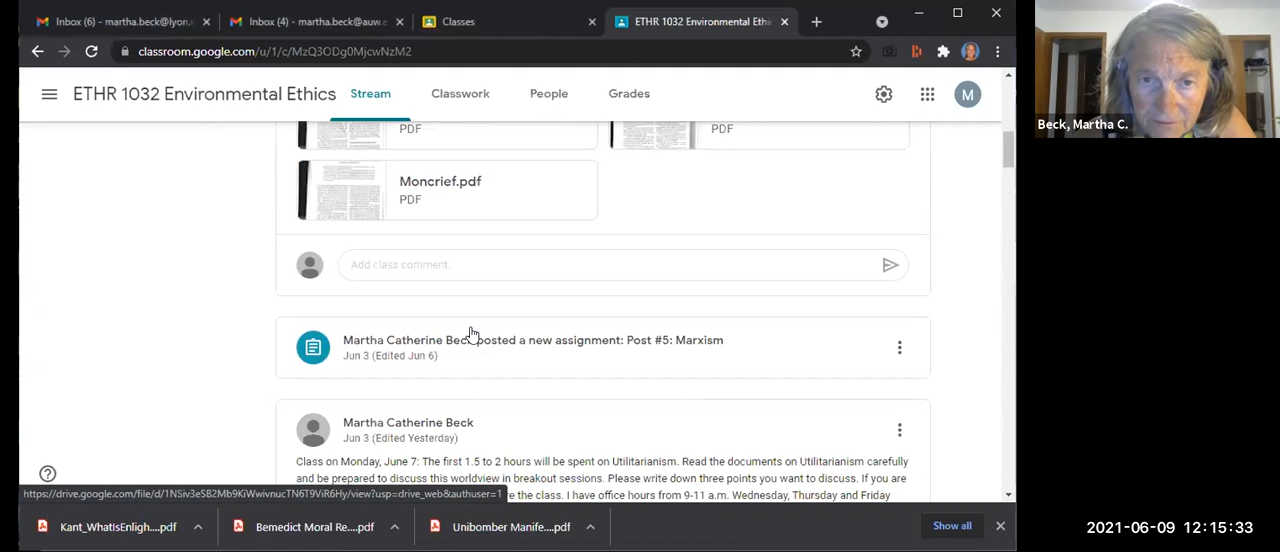 Inbox (6) - martha.beck@lyon.
Inbox (4) - martha.beck@auw.e
Classes
ETHR 1032 Environmental Ethic
classroom.google.com/u/1/c/MzQ3ODg0MjcwNzM2
ETHR 1032 Environmental Ethics
Stream
Classwork
People
Grades
M
Beck, Martha C.
PDF
PDF
Moncrief.pdf
PDF
Add class comment.
Martha Catherine Beck posted a new assignment: Post #5: Marxism
Jun 3 (Edited Jun 6)
Martha Catherine Beck
Jun 3 (Edited Yesterday)
Class on Monday, June 7: The first 1.5 to 2 hours will be spent on Utilitarianism. Read the documents on Utilitarianism carefully
and be prepared to discuss this worldview in breakout sessions. Please write down three points you want to discuss. If you are
re the class. I have office hours from 9-11 a.m. Wednesday, Thursday and Friday
https://drive.google.com/file/d/1NSiv3eSB2Mb9KiWwivnucTN6T9ViR6Hy/view?usp=drive_web&authuser=1
Kant_WhatIsEnligh....pdf
Bemedict Moral Re....pdf
Unibomber Manife....pdf
Show all
2021-06-09 12:15:33